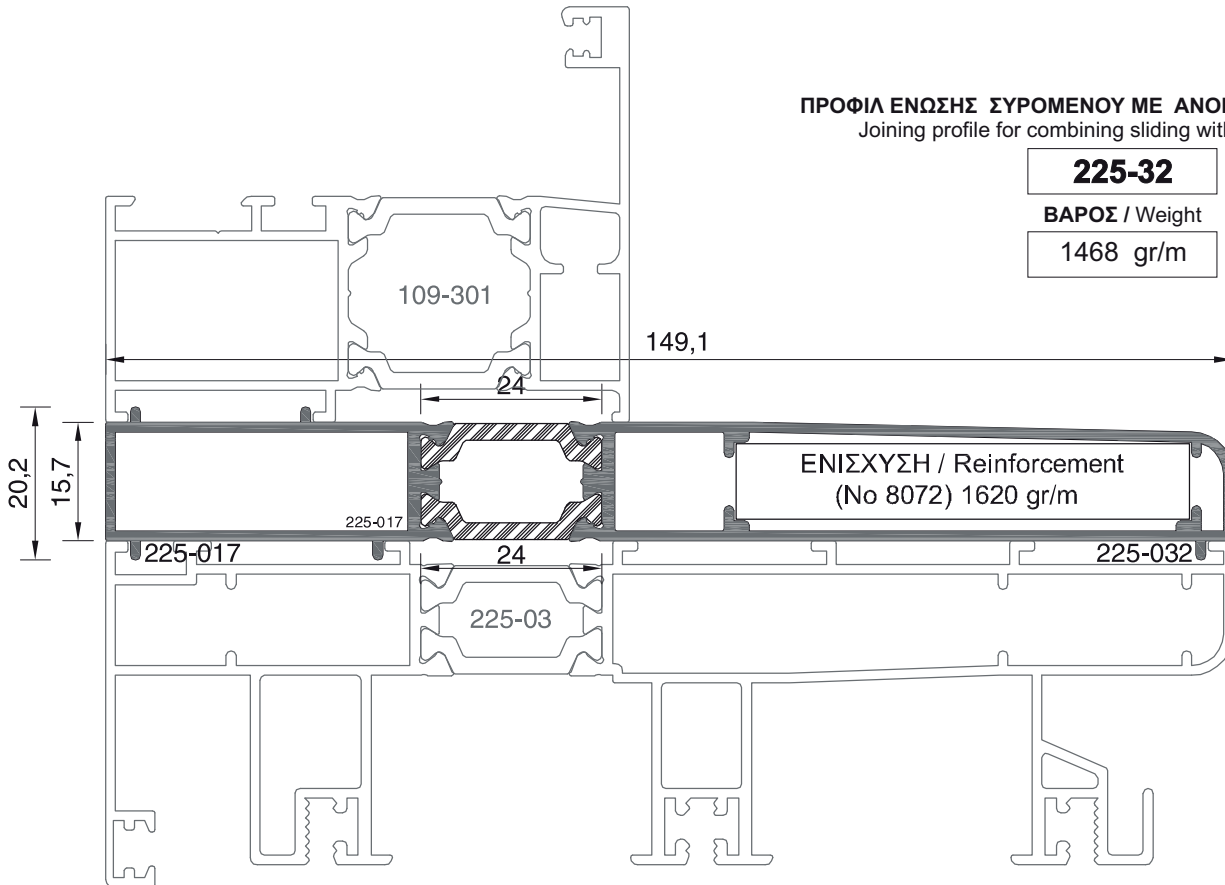 ΠΡΟΦΙΛ ΕΝΩΣΗΣ ΣΥΡΟΜΕΝΟΥ ΜΕ
Joining profile for combining sliding
225-32
ΒΑΡΟΣ / Weight
1468 gr/m
109-301
149,1
24
20,2
15,7
ΕΝΙΣΧΥΣΗ / Reinforcement
(No 8072) 1620 gr/m
225-017
225-017
24
225-032
225-03